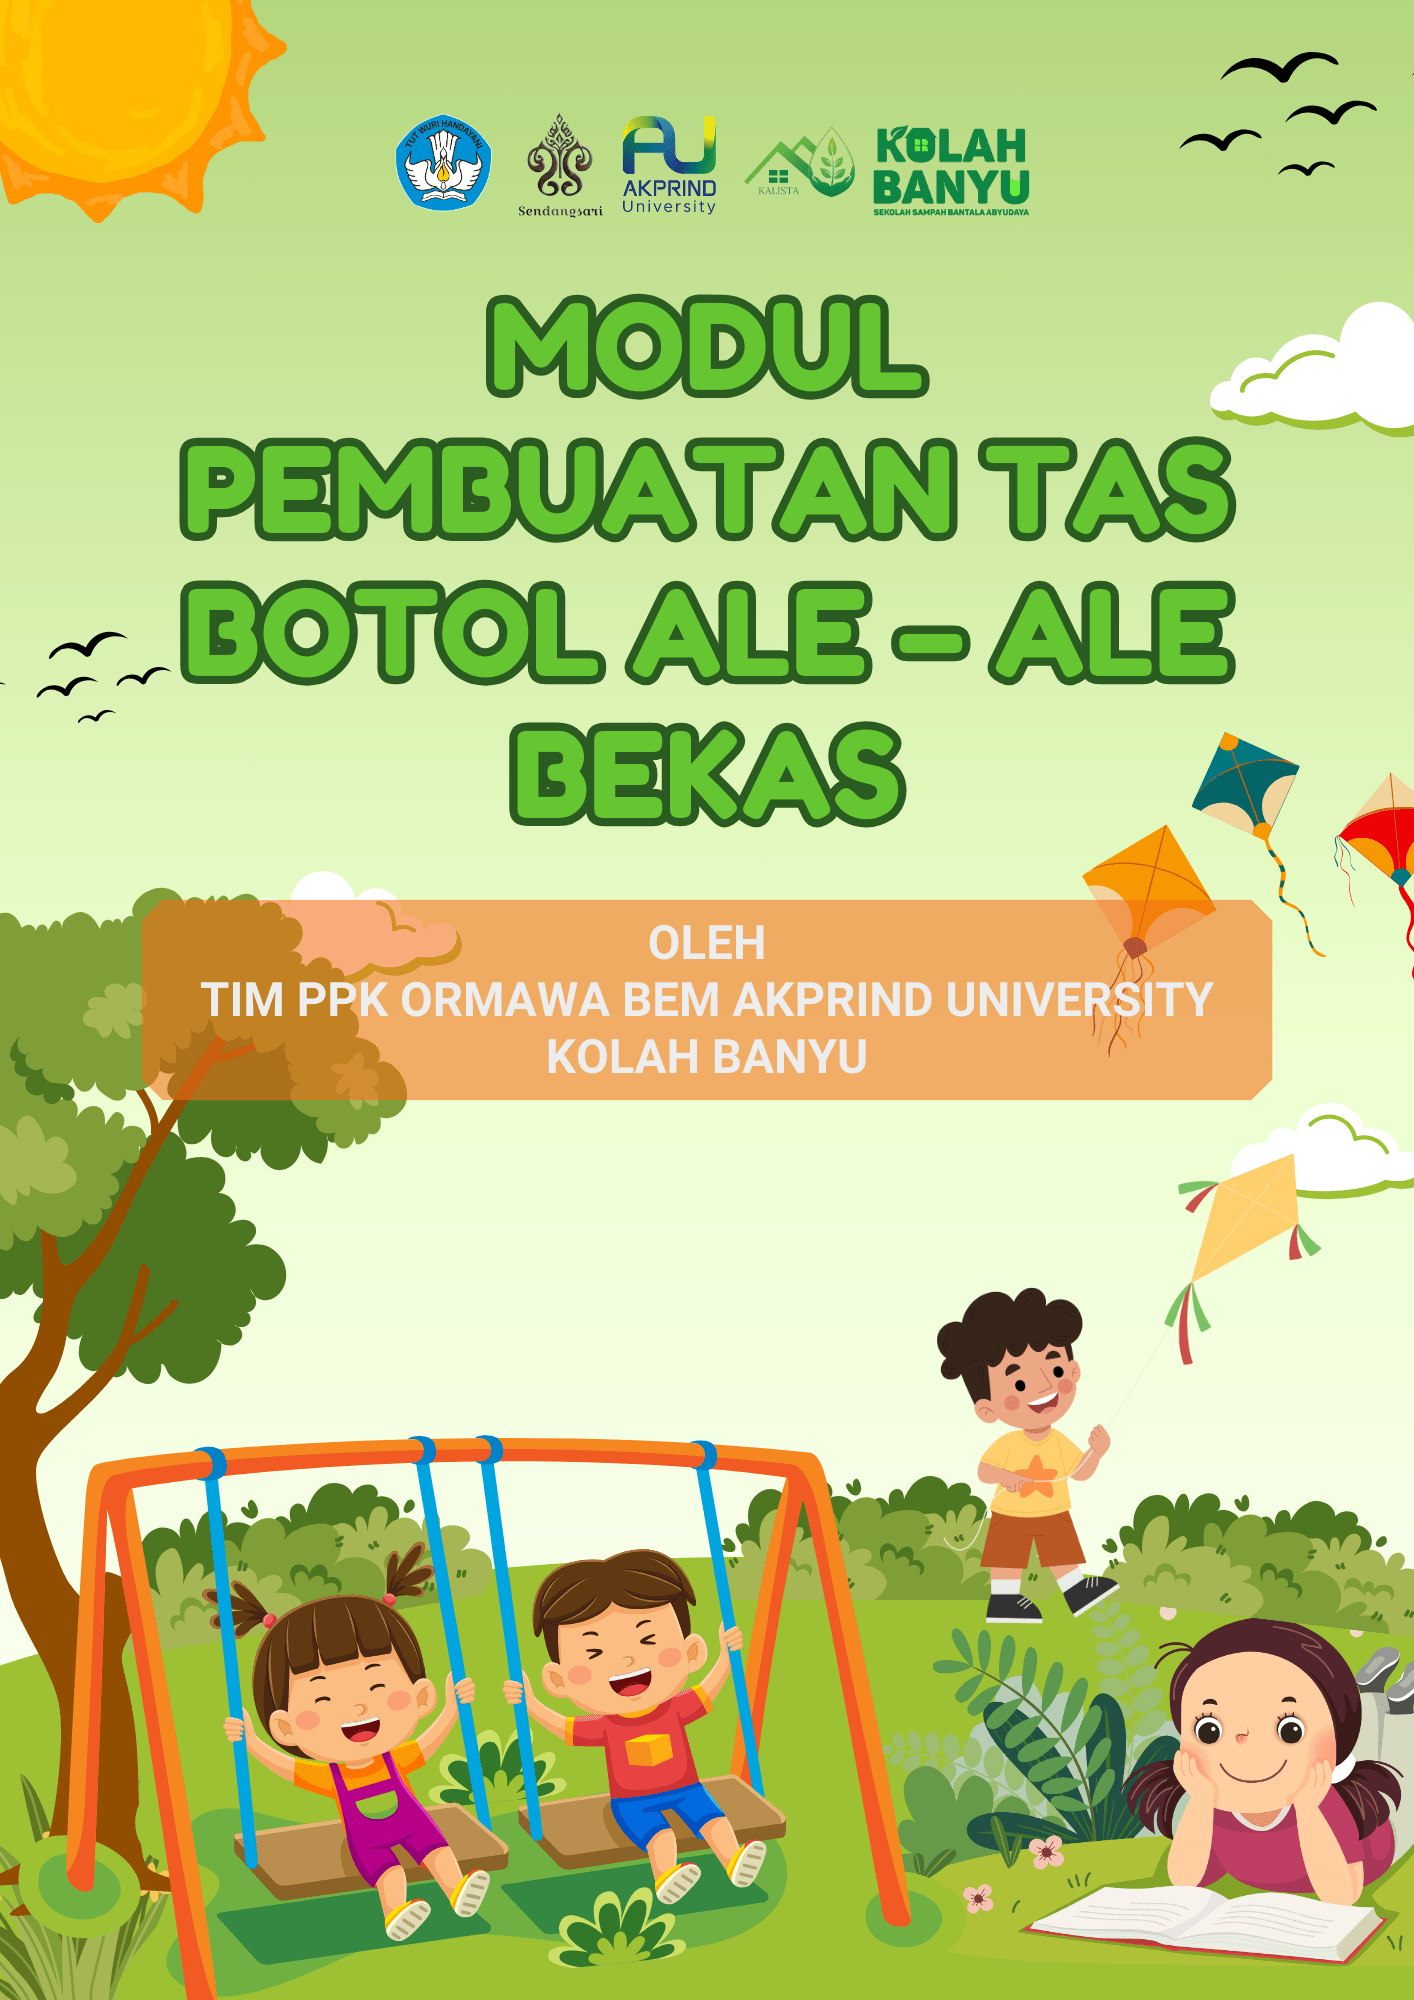 TUT WURI HANDAYANI
Sendangsari
AU
AKPRIND
University
KALISTA
KOLAH
BANYU
SEKOLAH SAMPAH BANTALA ABYUDAYA
MODUL
PEMBUATAN TAS
BOTOL ALE – ALE
BEKAS
OLEH
TIM PPK ORMAWA BEM AKPRIND UNIVERSITY
KOLAH BANYU